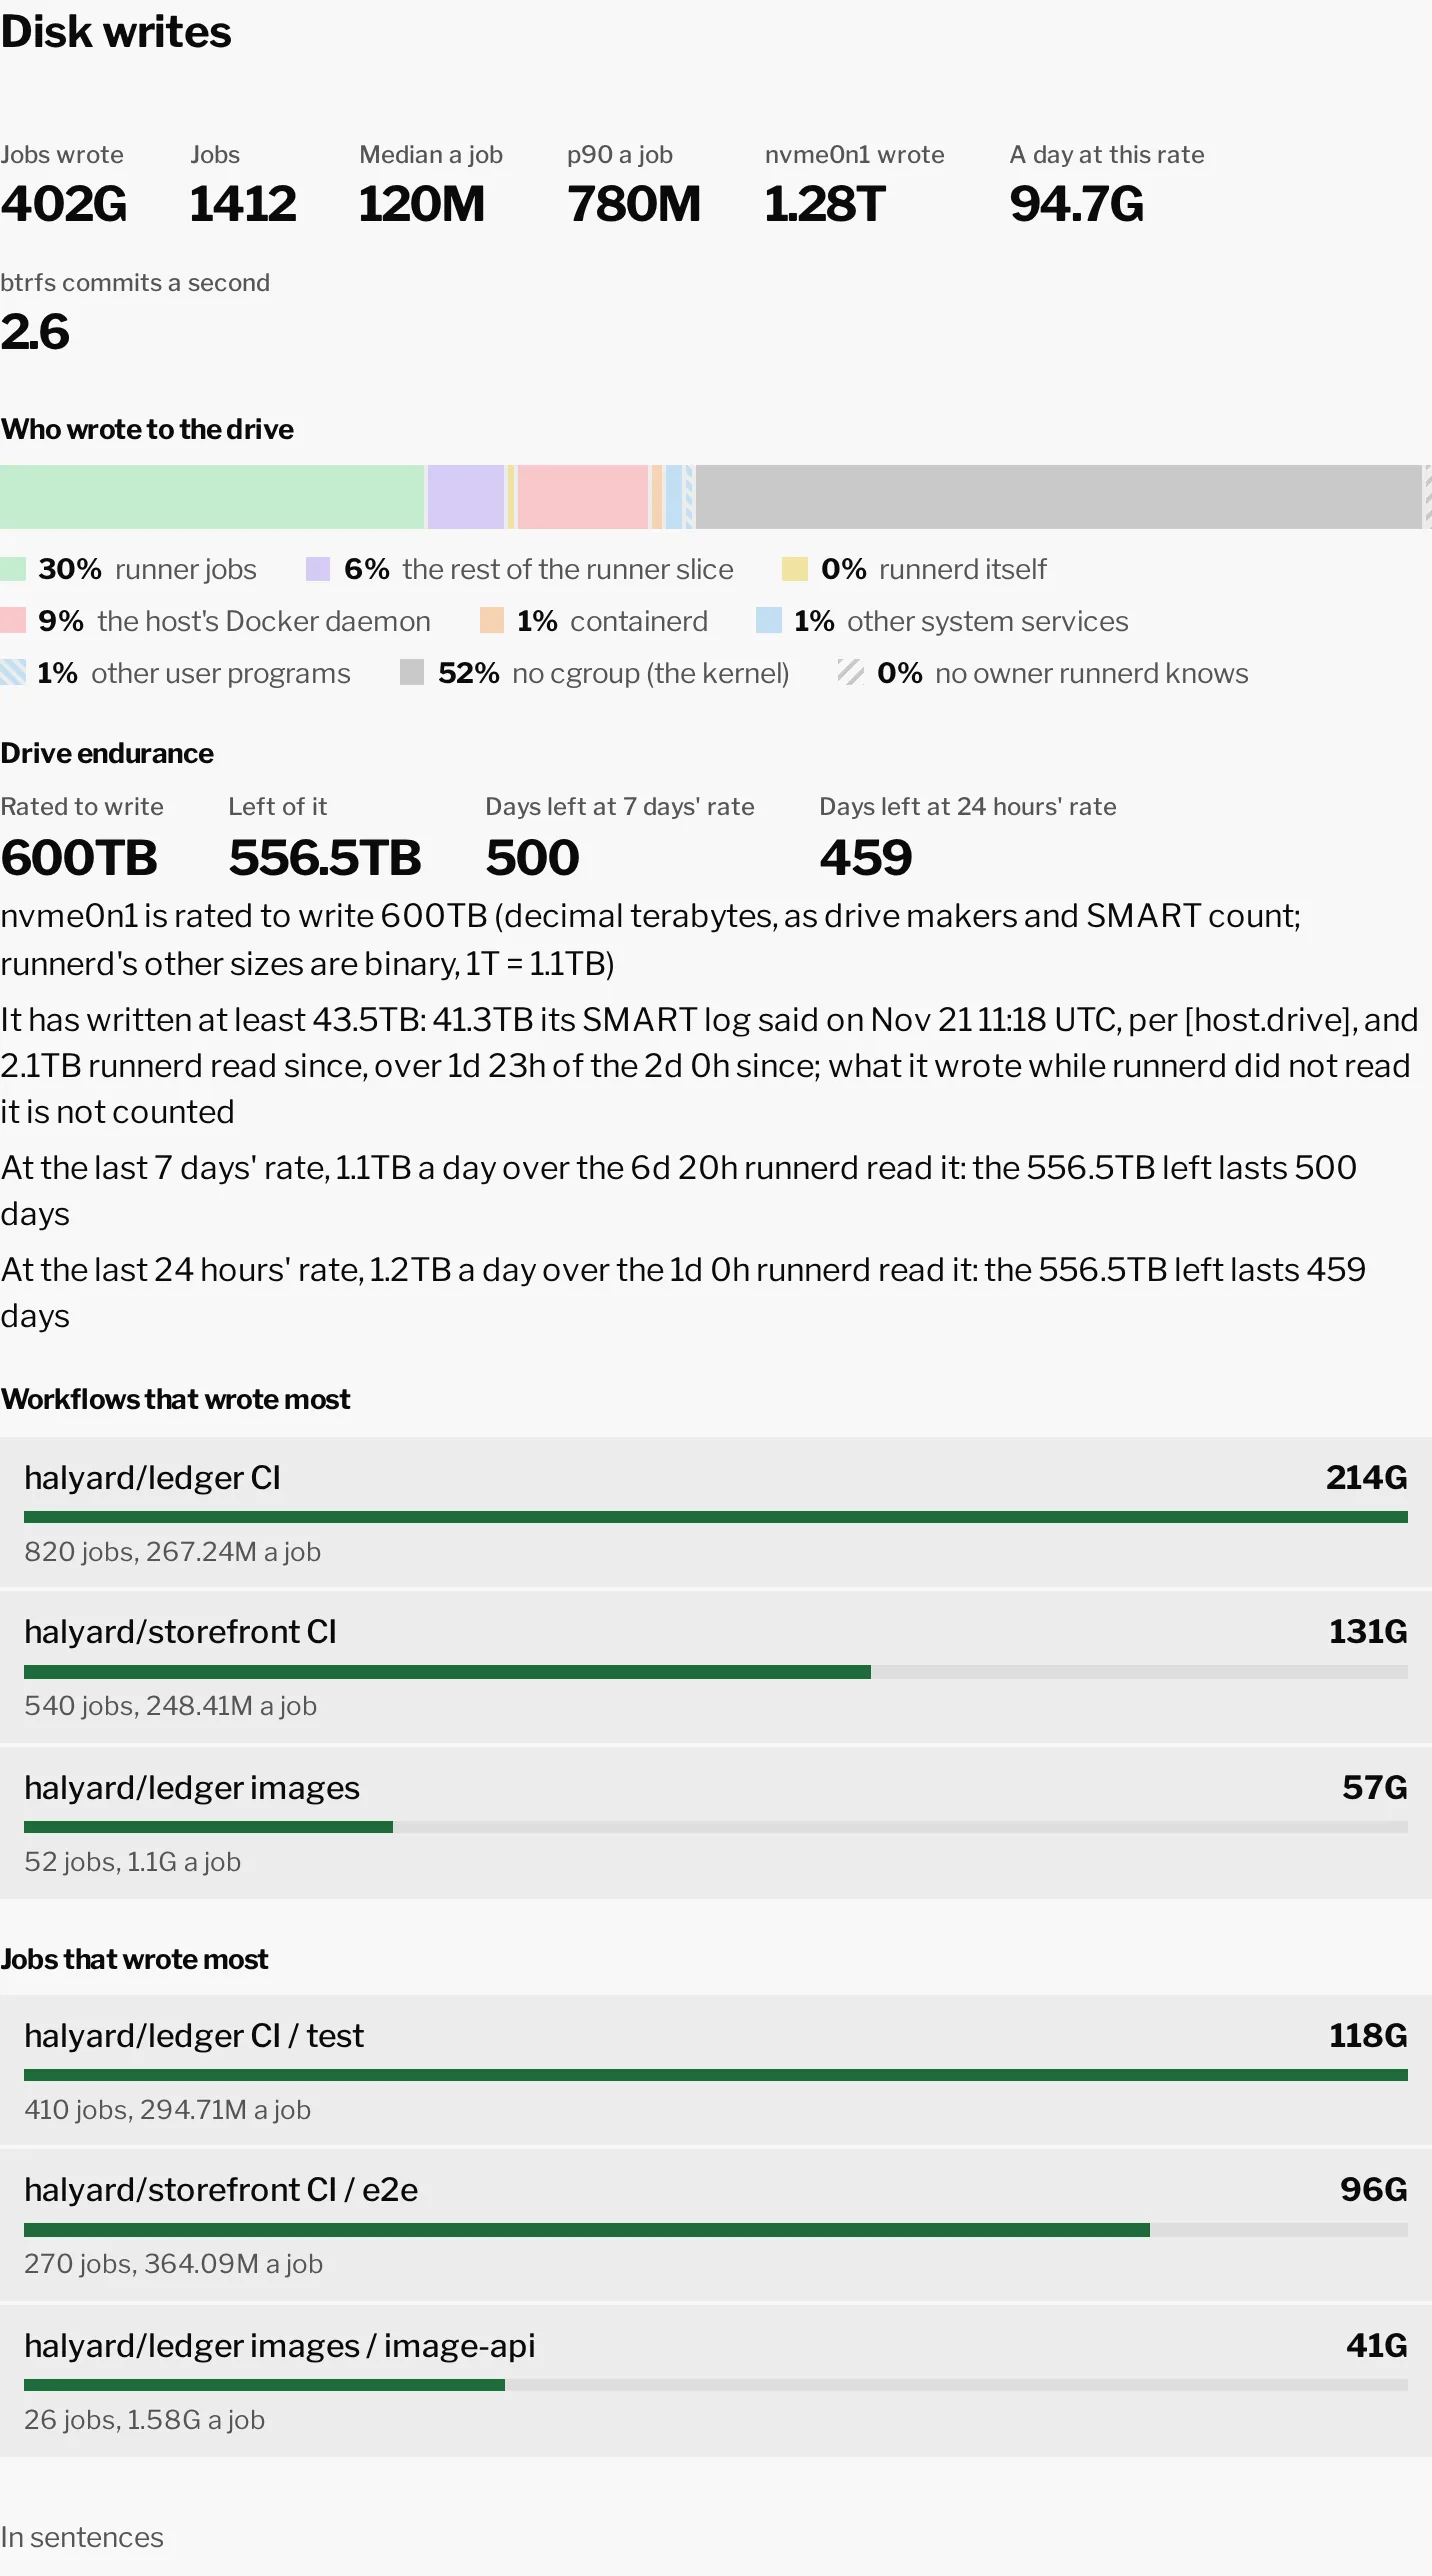 Disk writes
Jobs wrote
402G
Jobs
1412
Median a job
120M
p90 a job
780M
nvme0n1 wrote
1.28T
A day at this rate
94.7G
btrfs commits a second
2.6
Who wrote to the drive
30% runner jobs
6% the rest of the runner slice
0% runnerd itself
9% the host's Docker daemon
1% containerd
1% other system services
1% other user programs
52% no cgroup (the kernel)
0% no owner runnerd knows
Drive endurance
Rated to write
600TB
Left of it
556.5TB
Days left at 7 days' rate
500
Days left at 24 hours' rate
459
nvme0n1 is rated to write 600TB (decimal terabytes, as drive makers and SMART count;
runnerd's other sizes are binary, 1T = 1.1TB)
It has written at least 43.5TB: 41.3TB its SMART log said on Nov 21 11:18 UTC, per [host.drive], and
2.1TB runnerd read since, over 1d 23h of the 2d 0h since; what it wrote while runnerd did not read
it is not counted
At the last 7 days' rate, 1.1TB a day over the 6d 20h runnerd read it: the 556.5TB left lasts 500
days
At the last 24 hours' rate, 1.2TB a day over the 1d 0h runnerd read it: the 556.5TB left lasts 459
days
Workflows that wrote most
halyard/ledger CI
214G
820 jobs, 267.24M a job
halyard/storefront CI
131G
540 jobs, 248.41M a job
halyard/ledger images
57G
52 jobs, 1.1G a job
Jobs that wrote most
halyard/ledger CI / test
118G
410 jobs, 294.71M a job
halyard/storefront CI / e2e
96G
270 jobs, 364.09M a job
halyard/ledger images / image-api
41G
26 jobs, 1.58G a job
In sentences